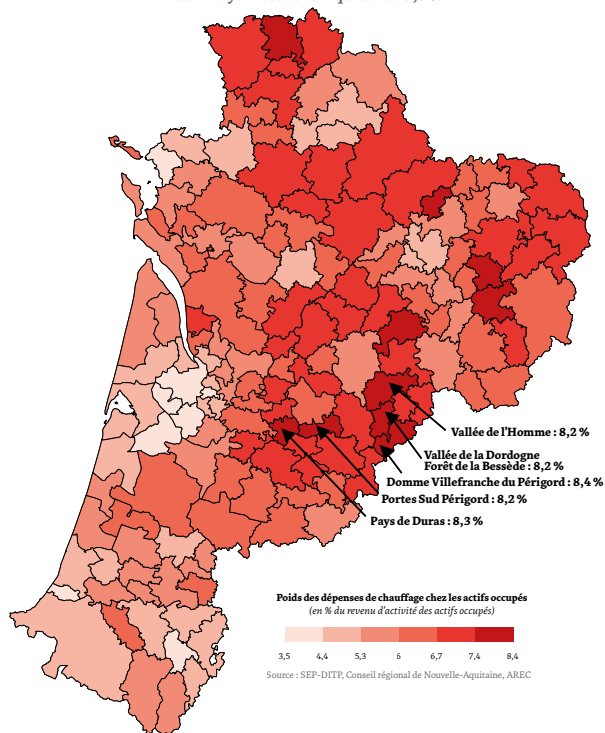 Vallée de l'Homme : 8,2 %
Vallée de la Dordogne
Forêt de la Bessède : 8,2 %
Domme Villefranche du Périgord : 8,4 %
Portes Sud Périgord : 8,2 %
Pays de Duras : 8,3 %
Poids des dépenses de chauffage chez les actifs occupés
(en % du revenu d'activité des actifs occupés)
3,5 4,4 5,3 6 6,7 7,4 8,4
Source : SEP-DITP, Conseil régional de Nouvelle-Aquitaine, AREC